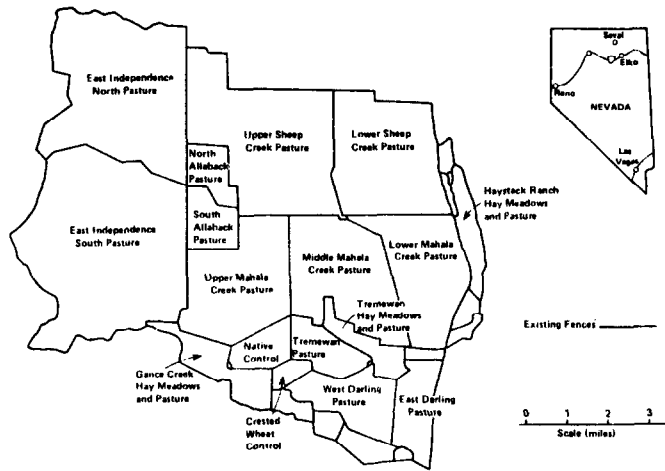 East Independence
North Pasture
Upper Sheep
Creek Pasture
Lower Sheep
Creek Pasture
North
Allaback
Pasture
South
Allaback
Pasture
East Independence
South Pasture
Haystack Ranch
Hay Meadows
and Pasture
Upper Mahala
Creek Pasture
Middle Mahala
Creek Pasture
Lower Mahala
Creek Pasture
Tremewan
Hay Meadows
and Pasture
Native
Control
Tremewan
Pasture
Gance Creek
Hay Meadows
and Pasture
Crested
Wheat
Control
West Darling
Pasture
East Darling
Pasture
Saval
Elko
Reno
NEVADA
Las
Vegas
Existing Fences
0 1 2 3
Scale (miles)